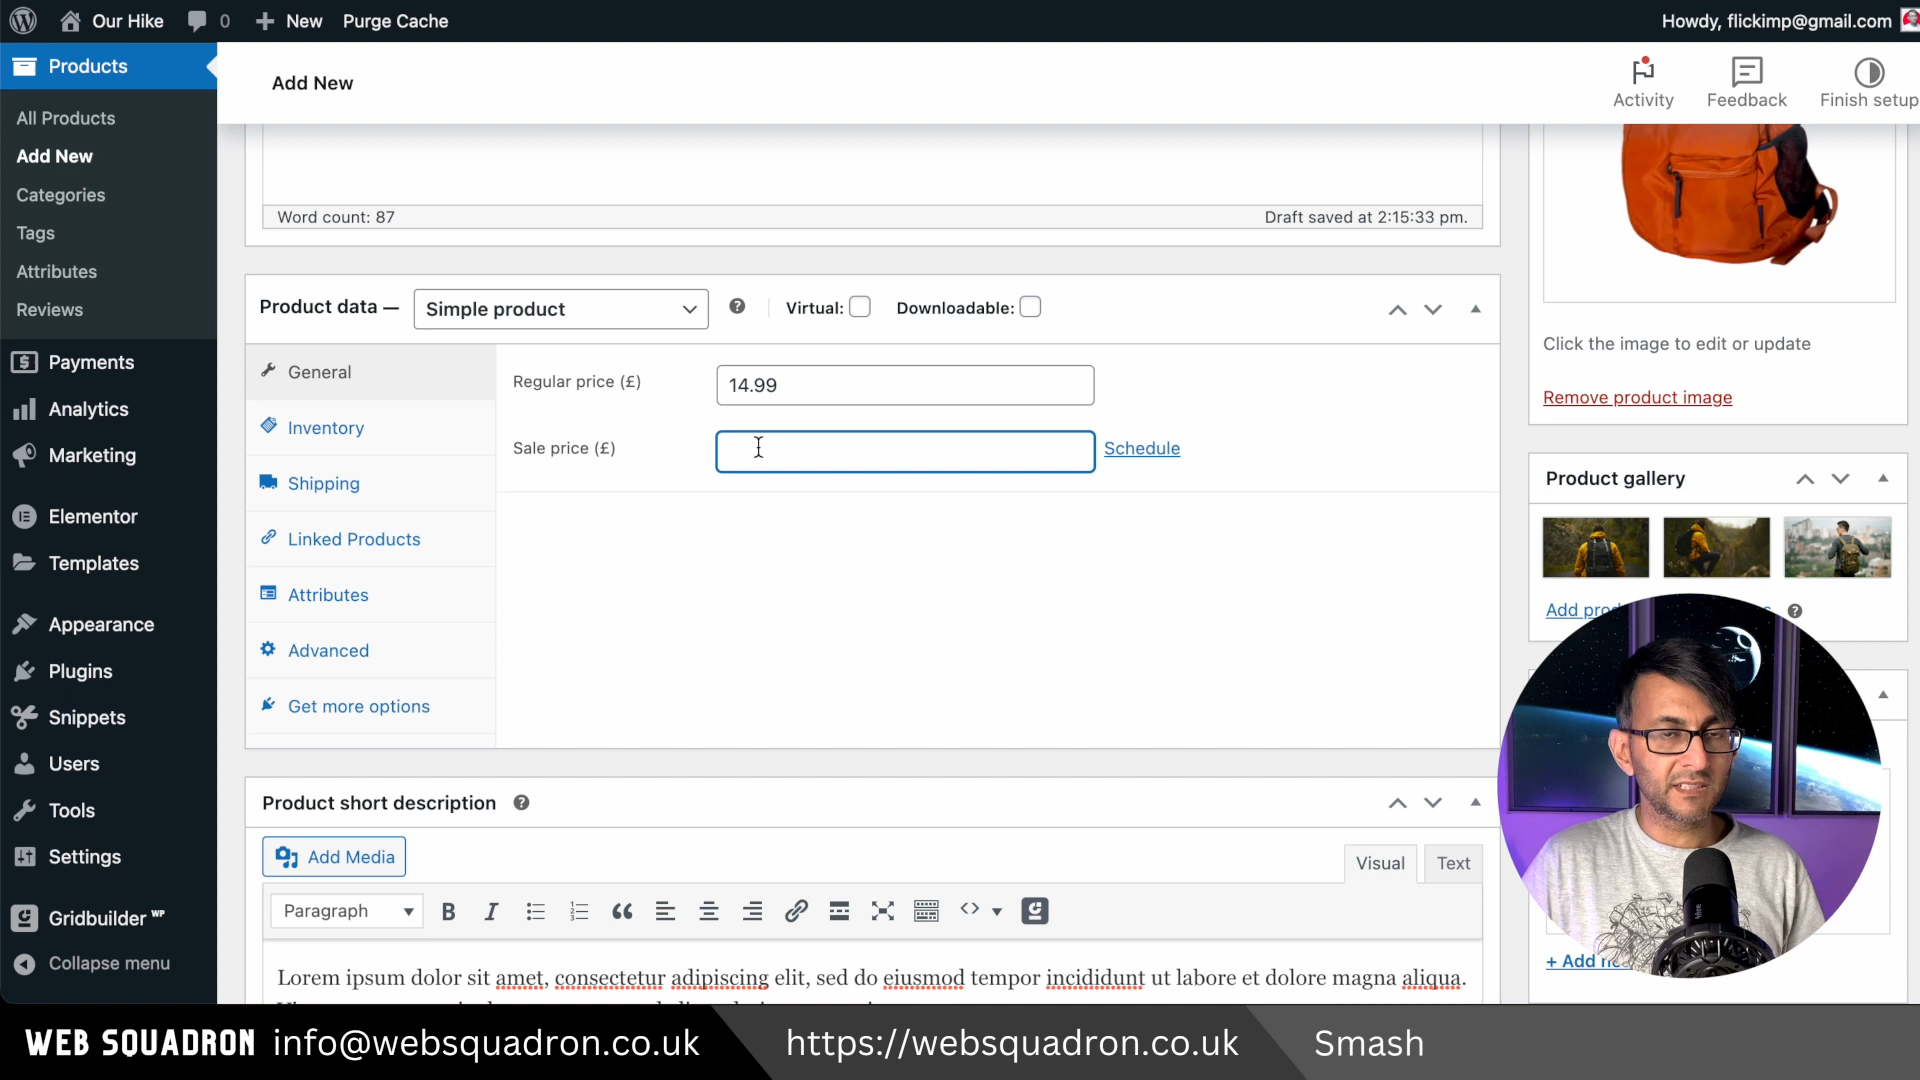 Our Hike 0 New Purge Cache Howdy, flickimp@gmail.com
Products
All Products
Add New
Categories
Tags
Attributes
Reviews
Payments
Analytics
Marketing
Elementor
Templates
Appearance
Plugins
Snippets
Users
Tools
Settings
Gridbuilder WP
Collapse menu
Add New
Activity
Feedback
Finish setup
Word count: 87 Draft saved at 2:15:33 pm.
Product data — Simple product Virtual: Downloadable:
General
Inventory
Shipping
Linked Products
Attributes
Advanced
Get more options
Regular price (£) 14.99
Sale price (£) Schedule
Product short description
Add Media
Visual Text
Paragraph
Lorem ipsum dolor sit amet, consectetur adipiscing elit, sed do eiusmod tempor incididunt ut labore et dolore magna aliqua.
Click the image to edit or update
Remove product image
Product gallery
Add
+ Add
WEB SQUADRON info@websquadron.co.uk https://websquadron.co.uk Smash